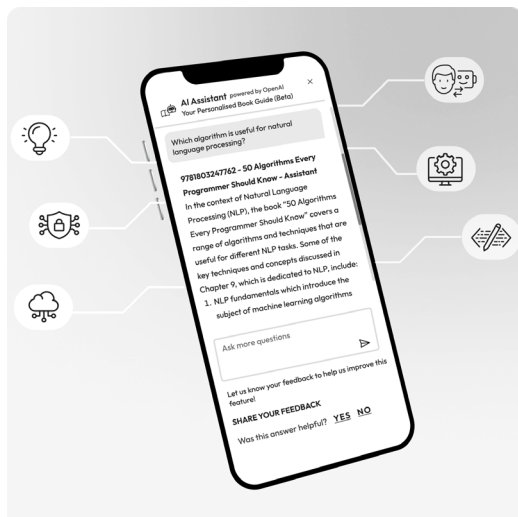 AI Assistant powered by OpenAI
Your Personalised Book Guide (Beta)
×
Which algorithm is useful for natural
language processing?
9781803247762 - 50 Algorithms Every
Programmer Should Know - Assistant
In the context of Natural Language
Processing (NLP), the book "50 Algorithms
Every Programmer Should Know" covers a
range of algorithms and techniques that are
useful for different NLP tasks. Some of the
key techniques and concepts discussed in
Chapter 9, which is dedicated to NLP, include:
1. NLP fundamentals which introduce the
subject of machine learning algorithms
Ask more questions
Let us know your feedback to help us improve this
feature!
SHARE YOUR FEEDBACK
Was this answer helpful? YES NO